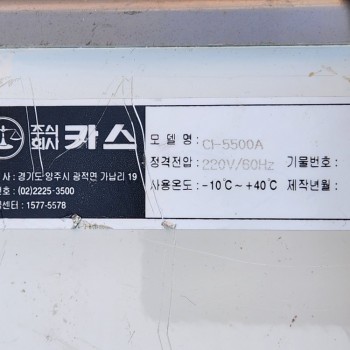 주식회사 카스
사 : 경기도 양주시 광적면 가납리 19
번호 : (02)2225-3500
센터 : 1577-5578
모 델 명 : CI-5500A
정격전압 : 220V/60Hz 기물번호 :
사용온도 : -10℃ ~ +40℃ 제작년월 :